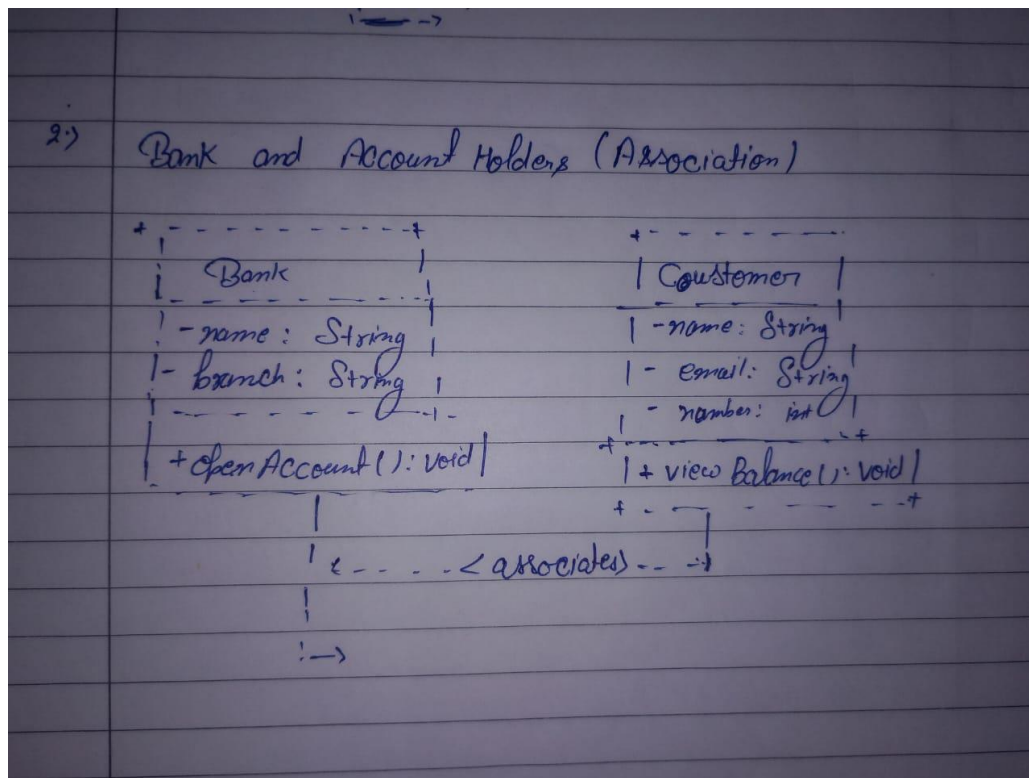 2.) Bank and Account Holders (Association)
Bank
- name: String
- branch: String
+ openAccount(): void
Coustomer
- name: String
- email: String
- number: int
+ view Balance(): void
<associates>